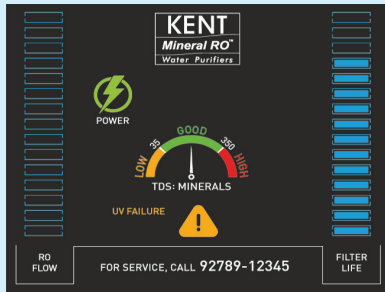 KENT
Mineral RO™
Water Purifiers
POWER
GOOD
35
350
LOW
HIGH
TDS: MINERALS
UV FAILURE
RO
FLOW
FOR SERVICE, CALL 92789-12345
FILTER
LIFE